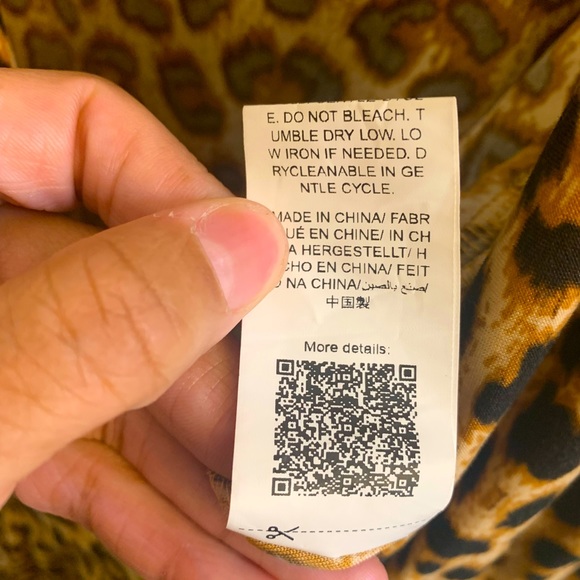 E. DO NOT BLEACH. T
UMBLE DRY LOW. LO
W IRON IF NEEDED. D
RYCLEANABLE IN GE
NTLE CYCLE.
MADE IN CHINA/ FABR
UÉ EN CHINE/ IN CH
A HERGESTELLT/ H
CHO EN CHINA/ FEIT
O NA CHINA/صنع بالصين/
中国製
More details: